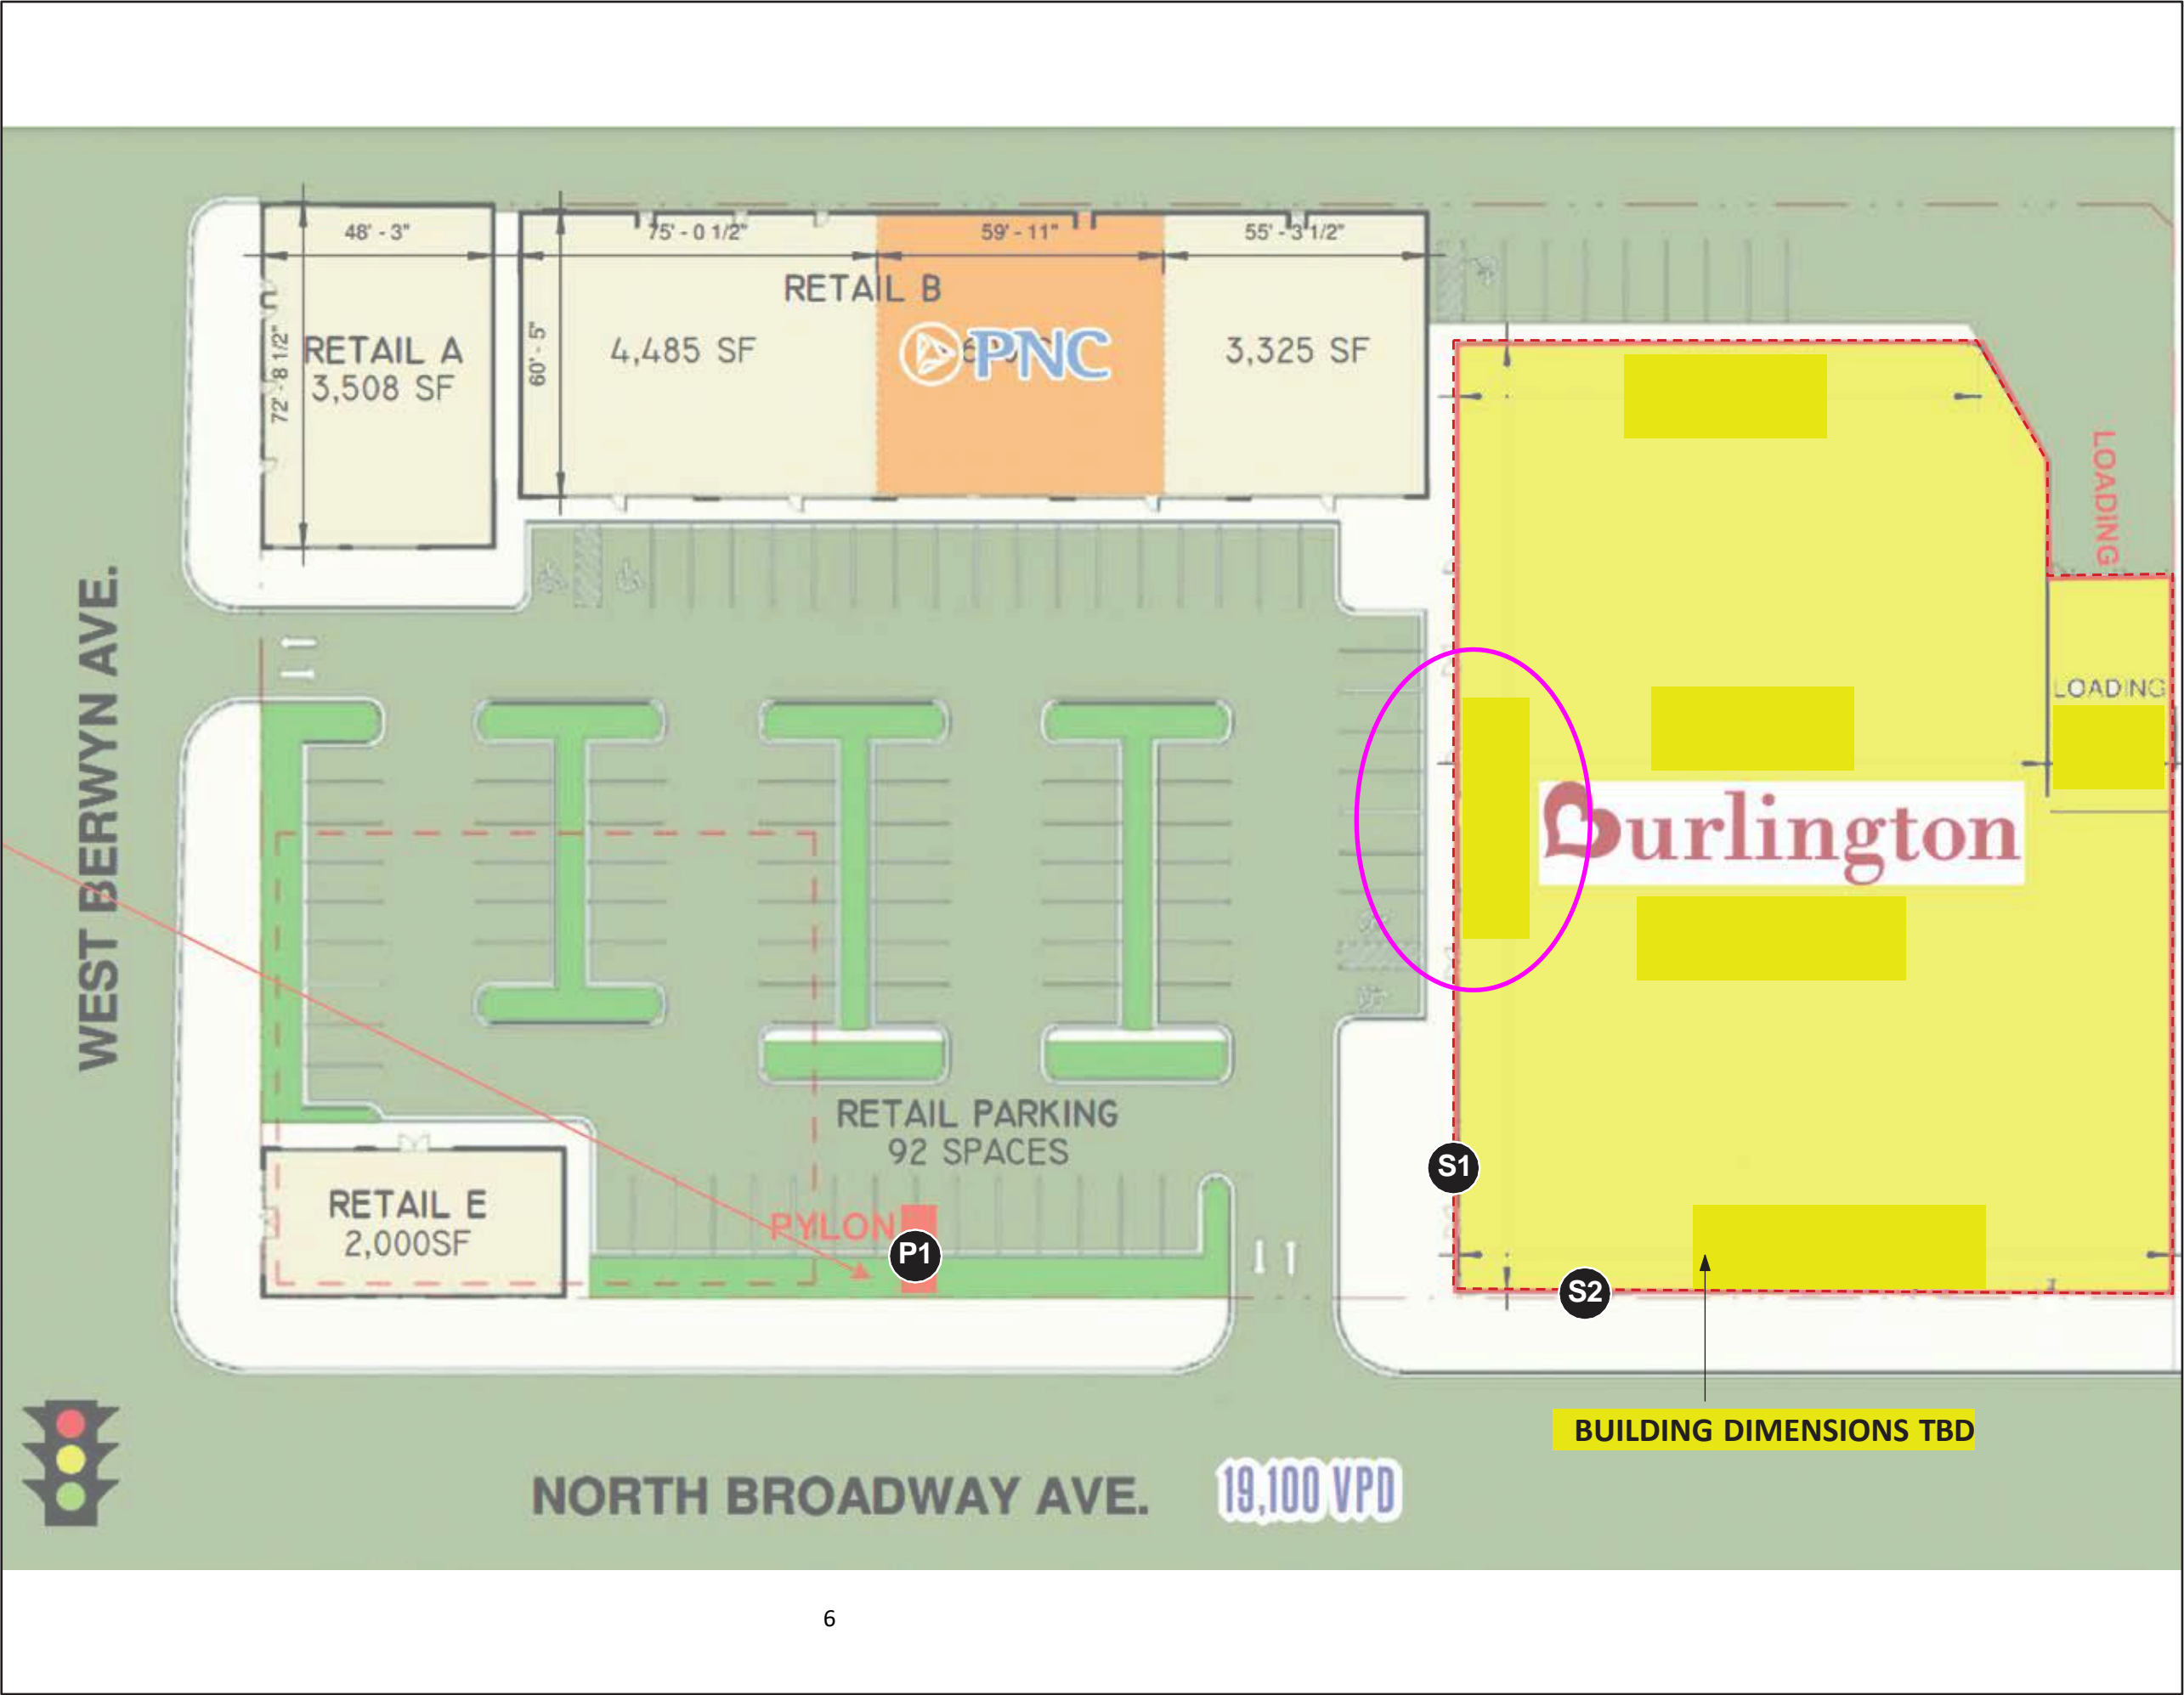 48' - 3"
75' - 0 1/2"
59' - 11"
55' - 3 1/2"
RETAIL B
72' - 8 1/2"
RETAIL A
3,508 SF
60' - 5"
4,485 SF
PNC
3,325 SF
LOADING
LOADING
WEST BERWYN AVE.
Burlington
RETAIL PARKING
92 SPACES
S1
RETAIL E
2,000SF
PYLON
P1
S2
BUILDING DIMENSIONS TBD
NORTH BROADWAY AVE.
19,100 VPD
6